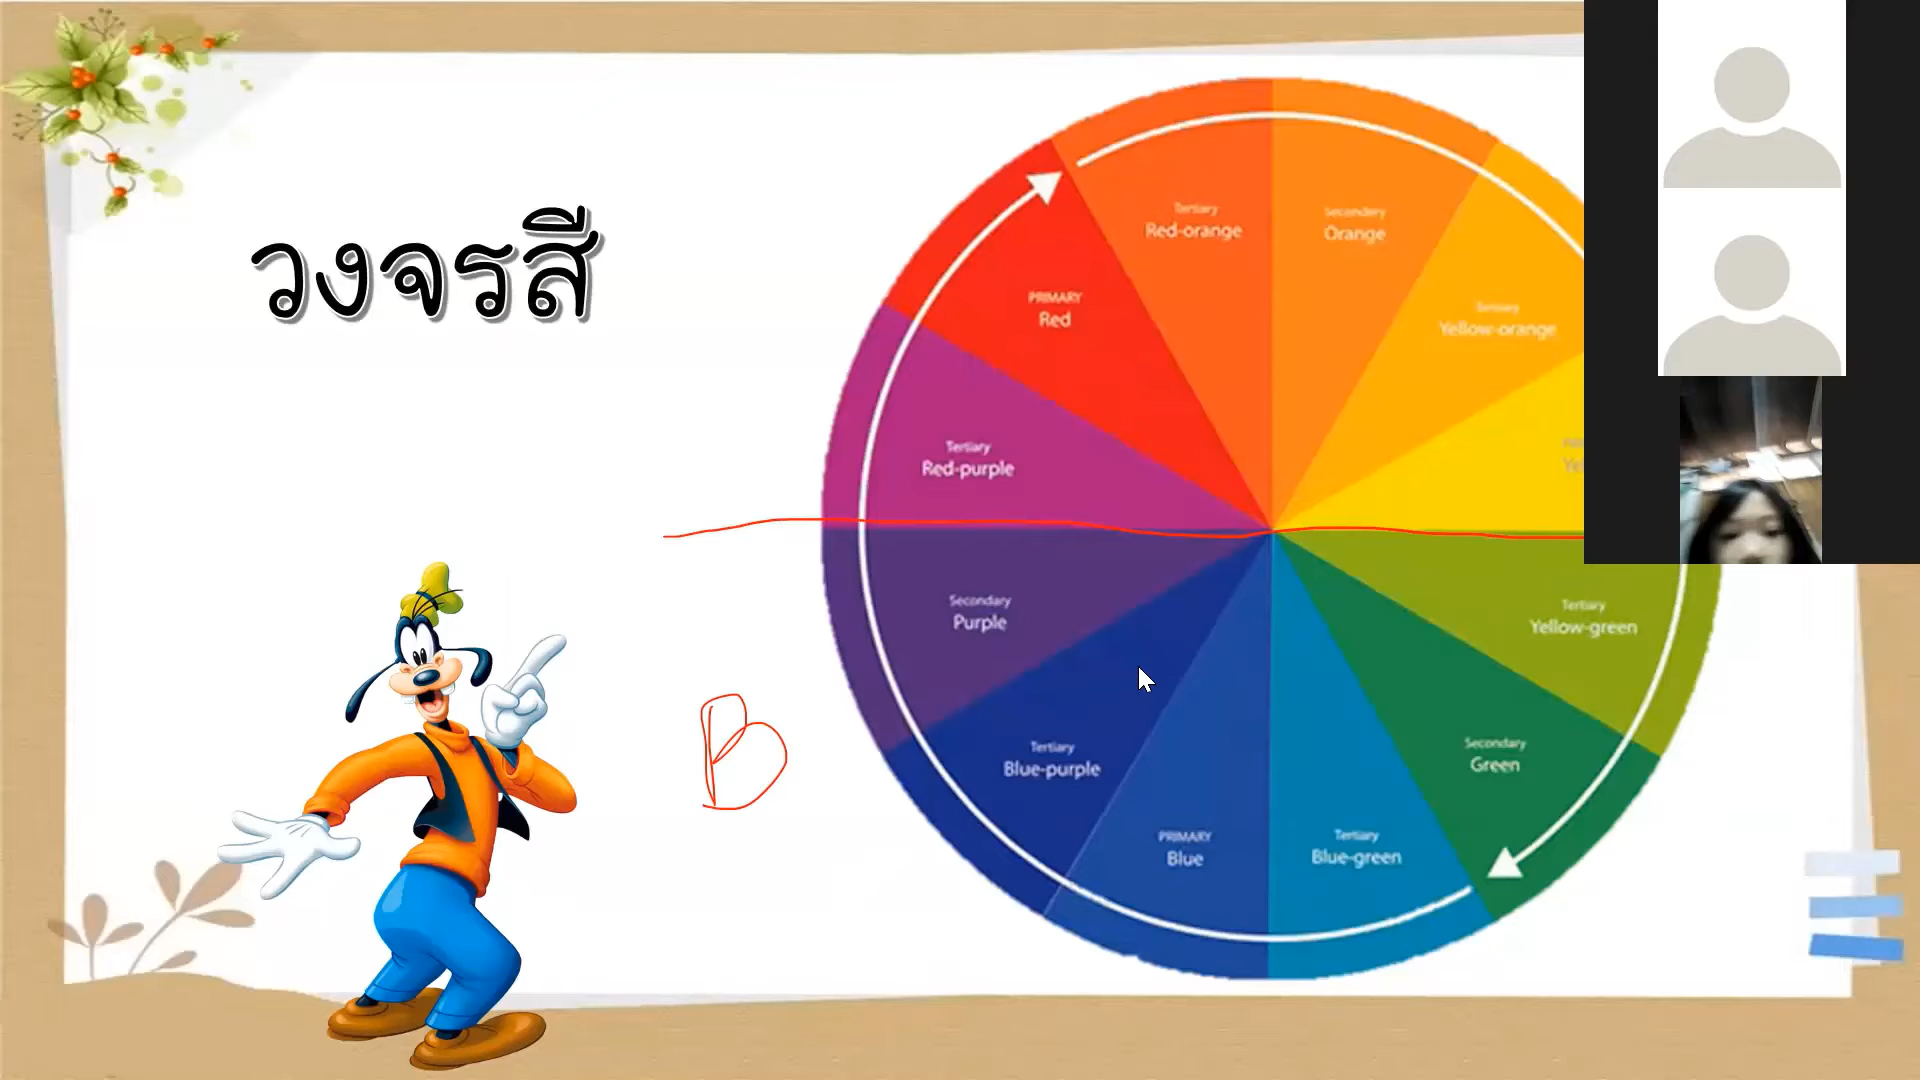 วงจรสี
Tertiary
Red-orange
Secondary
Orange
PRIMARY
Red
Tertiary
Yellow-orange
Tertiary
Red-purple
Secondary
Purple
Tertiary
Yellow-green
B
Tertiary
Blue-purple
Secondary
Green
PRIMARY
Blue
Tertiary
Blue-green